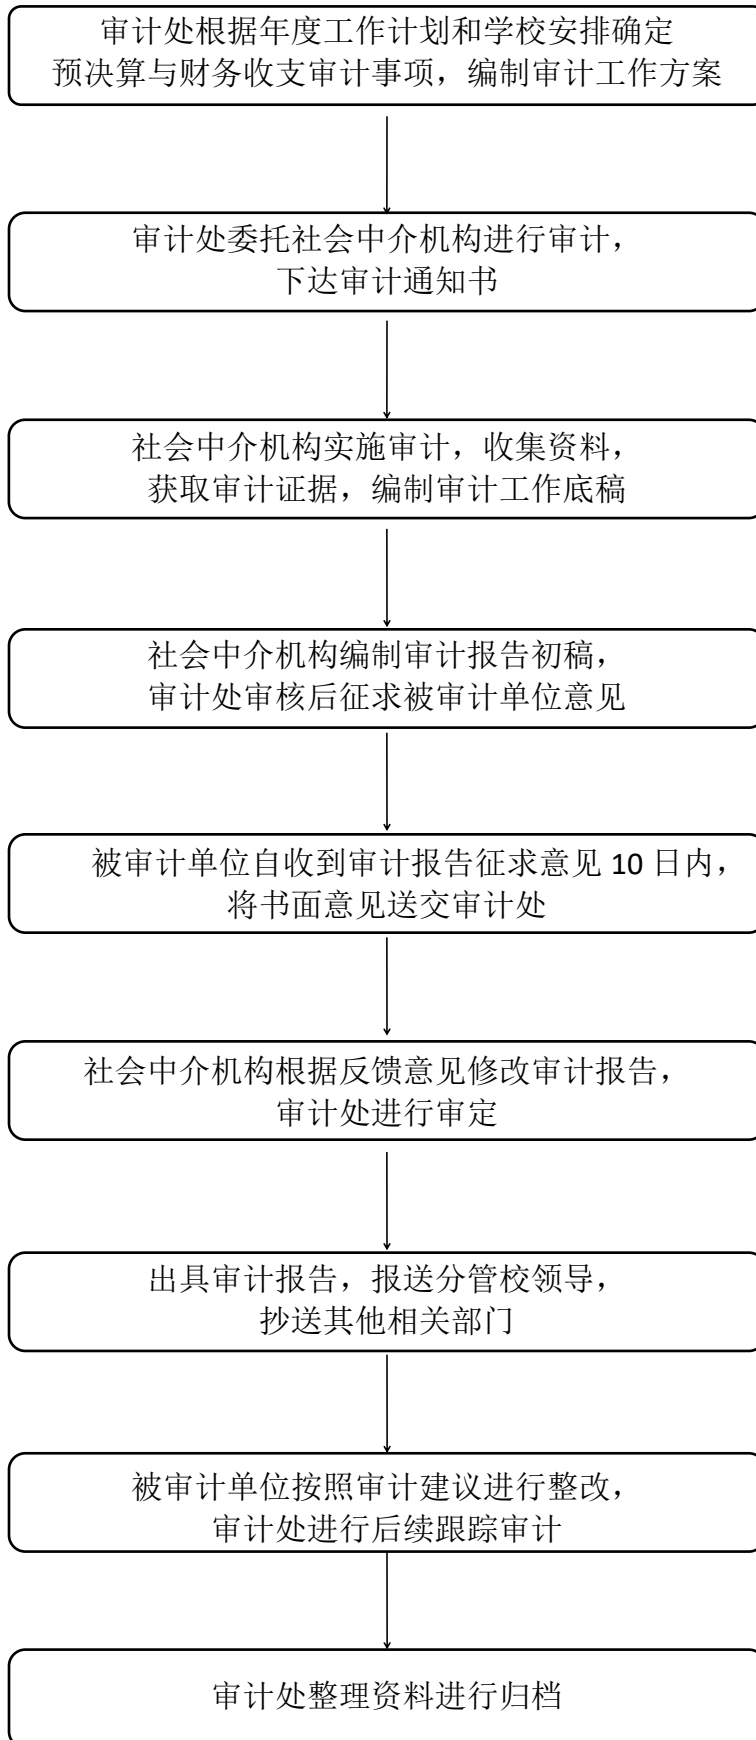 审计处根据年度工作计划和学校安排确定
预决算与财务收支审计事项，编制审计工作方案
审计处委托社会中介机构进行审计，
下达审计通知书
社会中介机构实施审计，收集资料，
获取审计证据，编制审计工作底稿
社会中介机构编制审计报告初稿，
审计处审核后征求被审计单位意见
被审计单位自收到审计报告征求意见 10 日内，
将书面意见送交审计处
社会中介机构根据反馈意见修改审计报告，
审计处进行审定
出具审计报告，报送分管校领导，
抄送其他相关部门
被审计单位按照审计建议进行整改，
审计处进行后续跟踪审计
审计处整理资料进行归档